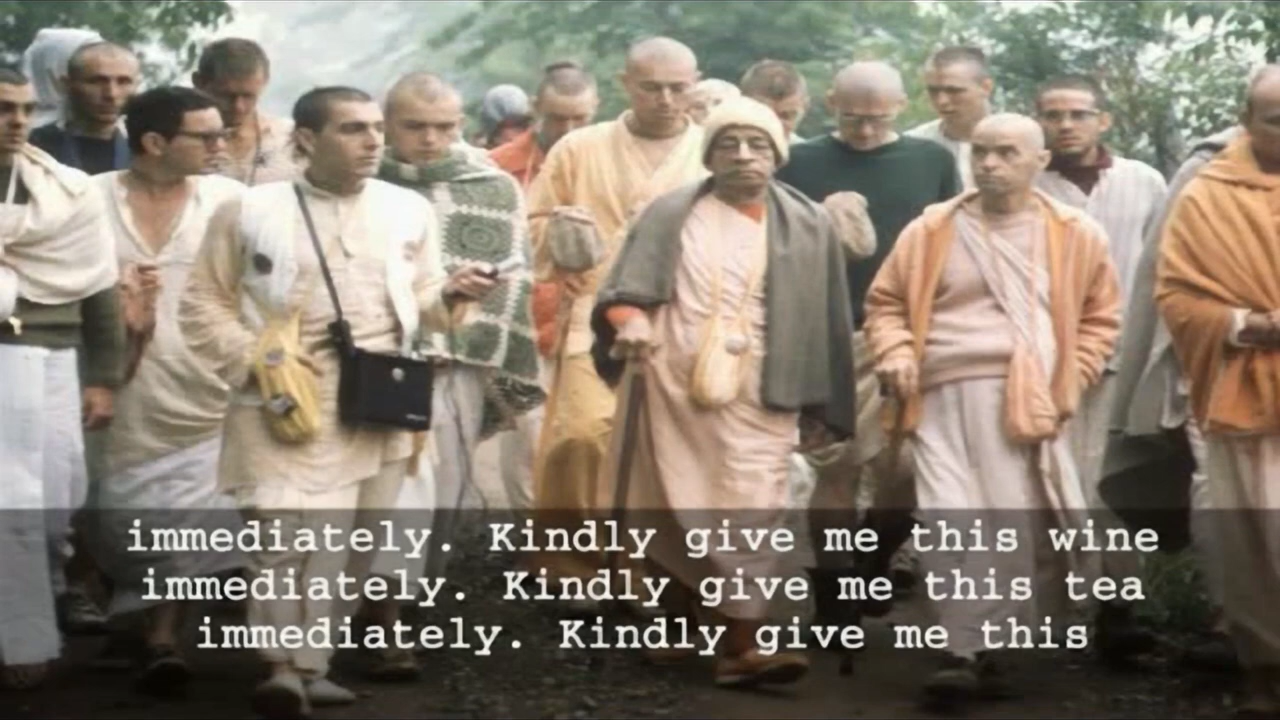 immediately. Kindly give me this wine
immediately. Kindly give me this tea
immediately. Kindly give me this